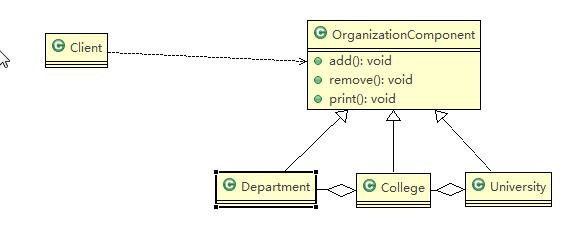 C Client
C OrganizationComponent
add(): void
remove(): void
print(): void
C Department
C College
C University